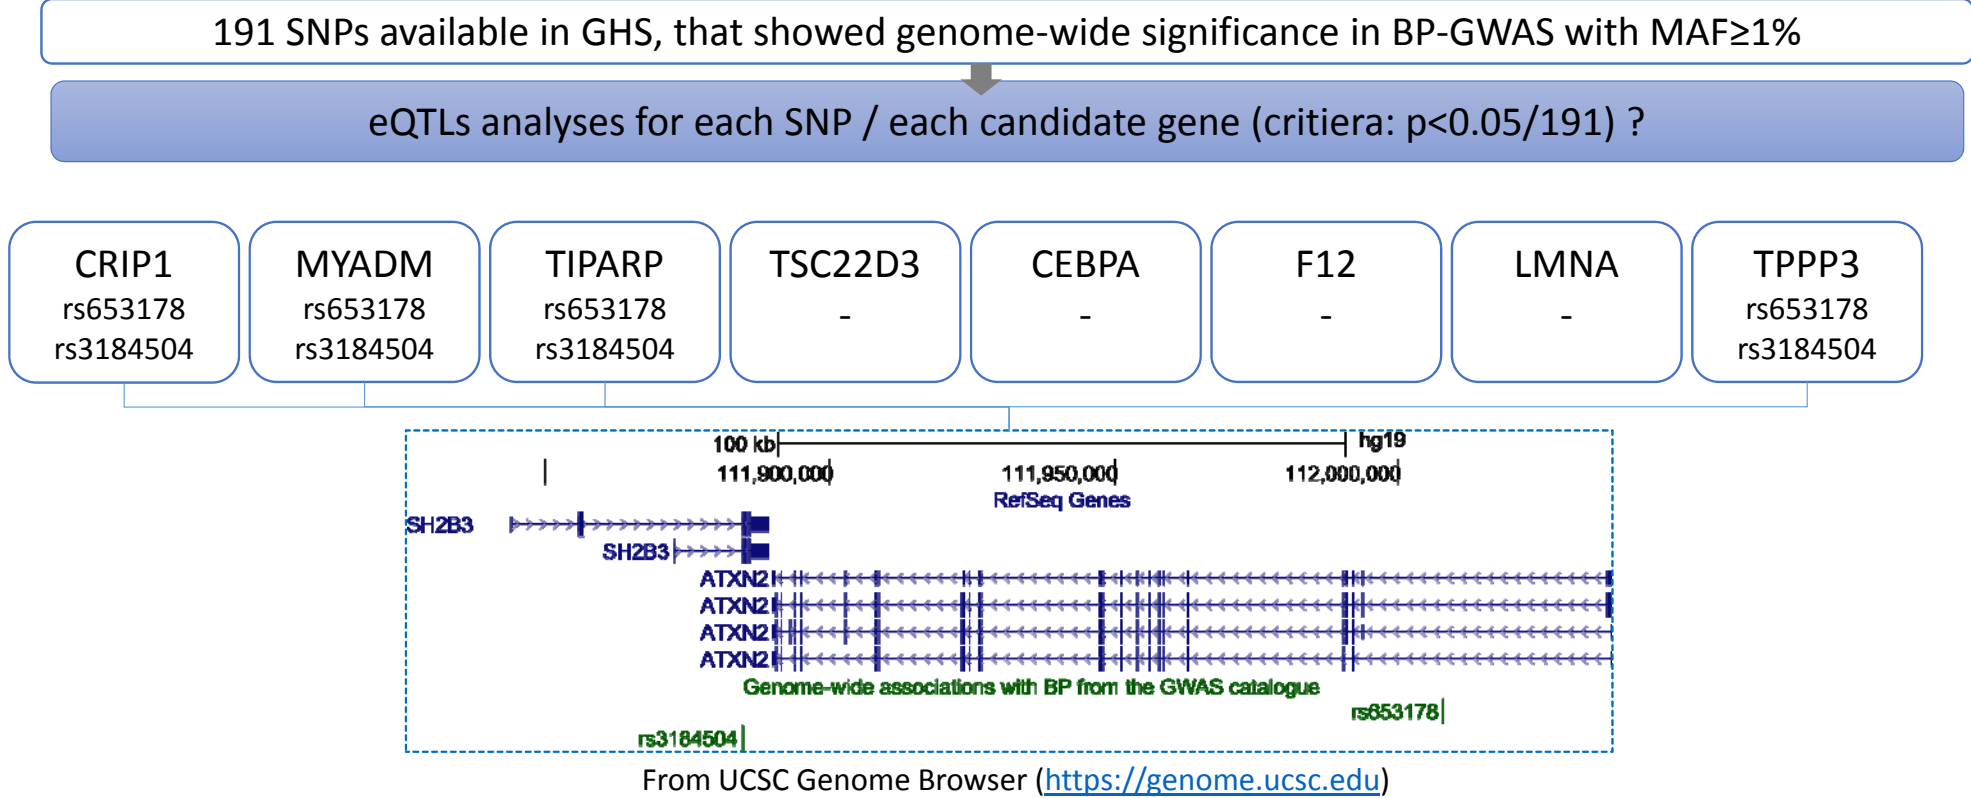 191 SNPs available in GHS, that showed genome-wide significance in BP-GWAS with MAF≥1%
eQTLs analyses for each SNP / each candidate gene (critiera: p<0.05/191) ?
CRIP1 MYADM TIPARP TSC22D3 CEBPA F12 LMNA TPPP3
rs653178 rs653178 rs653178 - - - - rs653178
rs3184504 rs3184504 rs3184504 rs3184504
100 kb hg19
111,900,000 111,950,000 112,000,000
RefSeq Genes
SH2B3
SH2B3
ATXN2
ATXN2
ATXN2
ATXN2
Genome-wide associations with BP from the GWAS catalogue
rs653178
rs3184504
From UCSC Genome Browser (https://genome.ucsc.edu)